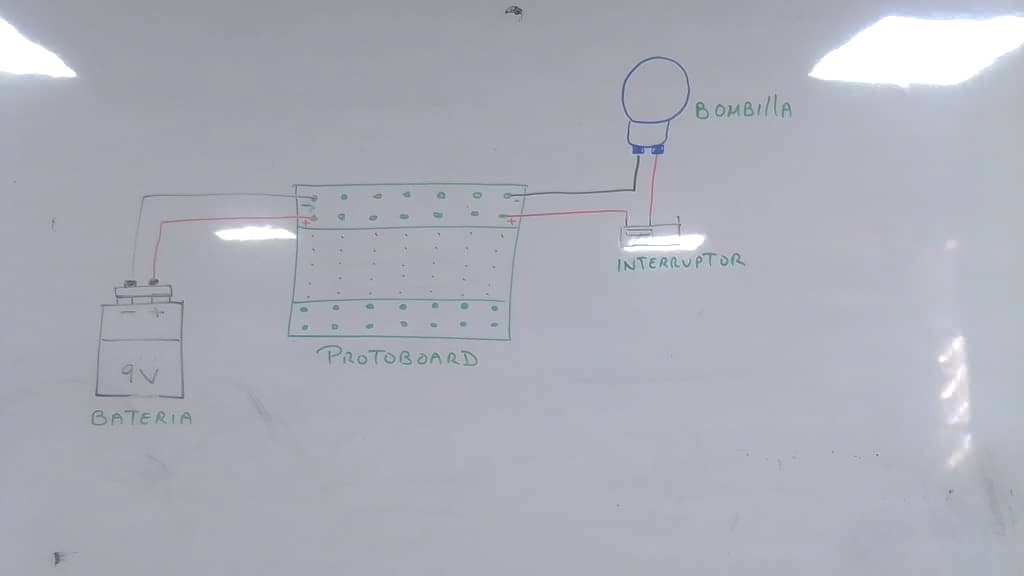 BOMBIllA
-
-
+
+
INTERRUPTOR
- +
9V
PROTOBOARD
BATERIA